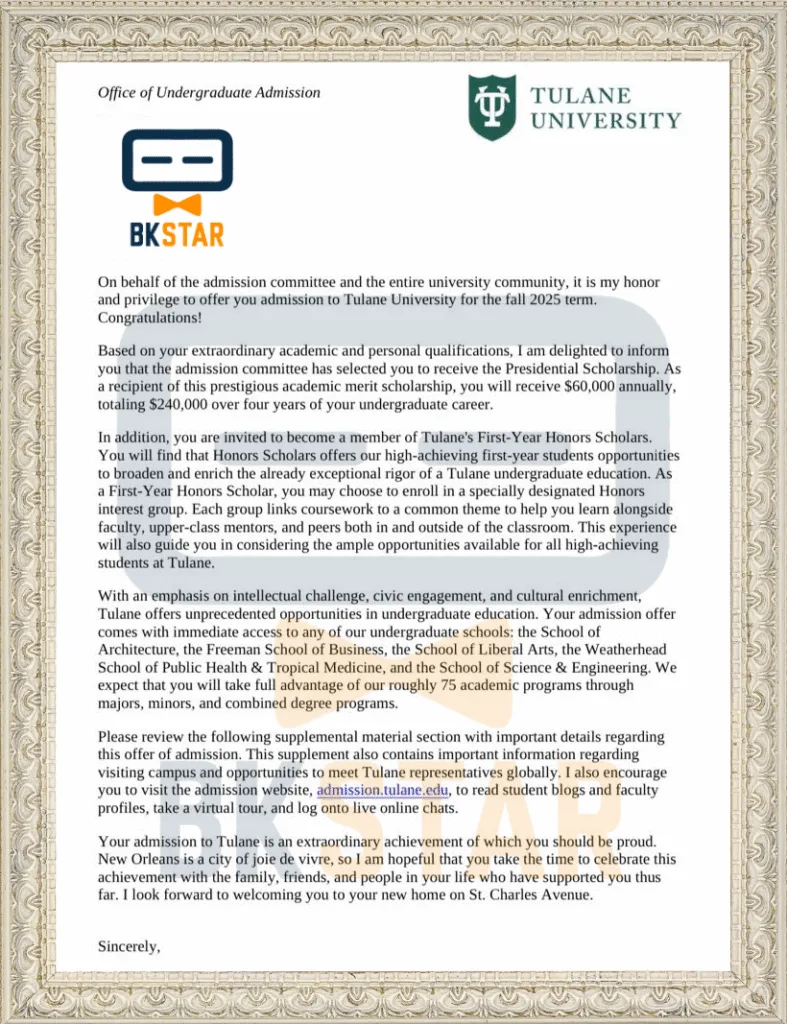 Office of Undergraduate Admission
TULANE
UNIVERSITY
BKSTAR
On behalf of the admission committee and the entire university community, it is my honor
and privilege to offer you admission to Tulane University for the fall 2025 term.
Congratulations!
Based on your extraordinary academic and personal qualifications, I am delighted to inform
you that the admission committee has selected you to receive the Presidential Scholarship. As
a recipient of this prestigious academic merit scholarship, you will receive $60,000 annually,
totaling $240,000 over four years of your undergraduate career.
In addition, you are invited to become a member of Tulane's First-Year Honors Scholars.
You will find that Honors Scholars offers our high-achieving first-year students opportunities
to broaden and enrich the already exceptional rigor of a Tulane undergraduate education. As
a First-Year Honors Scholar, you may choose to enroll in a specially designated Honors
interest group. Each group links coursework to a common theme to help you learn alongside
faculty, upper-class mentors, and peers both in and outside of the classroom. This experience
will also guide you in considering the ample opportunities available for all high-achieving
students at Tulane.
With an emphasis on intellectual challenge, civic engagement, and cultural enrichment,
Tulane offers unprecedented opportunities in undergraduate education. Your admission offer
comes with immediate access to any of our undergraduate schools: the School of
Architecture, the Freeman School of Business, the School of Liberal Arts, the Weatherhead
School of Public Health & Tropical Medicine, and the School of Science & Engineering. We
expect that you will take full advantage of our roughly 75 academic programs through
majors, minors, and combined degree programs.
Please review the following supplemental material section with important details regarding
this offer of admission. This supplement also contains important information regarding
visiting campus and opportunities to meet Tulane representatives globally. I also encourage
you to visit the admission website, admission.tulane.edu, to read student blogs and faculty
profiles, take a virtual tour, and log onto live online chats.
BKSTAR
Your admission to Tulane is an extraordinary achievement of which you should be proud.
New Orleans is a city of joie de vivre, so I am hopeful that you take the time to celebrate this
achievement with the family, friends, and people in your life who have supported you thus
far. I look forward to welcoming you to your new home on St. Charles Avenue.
Sincerely,